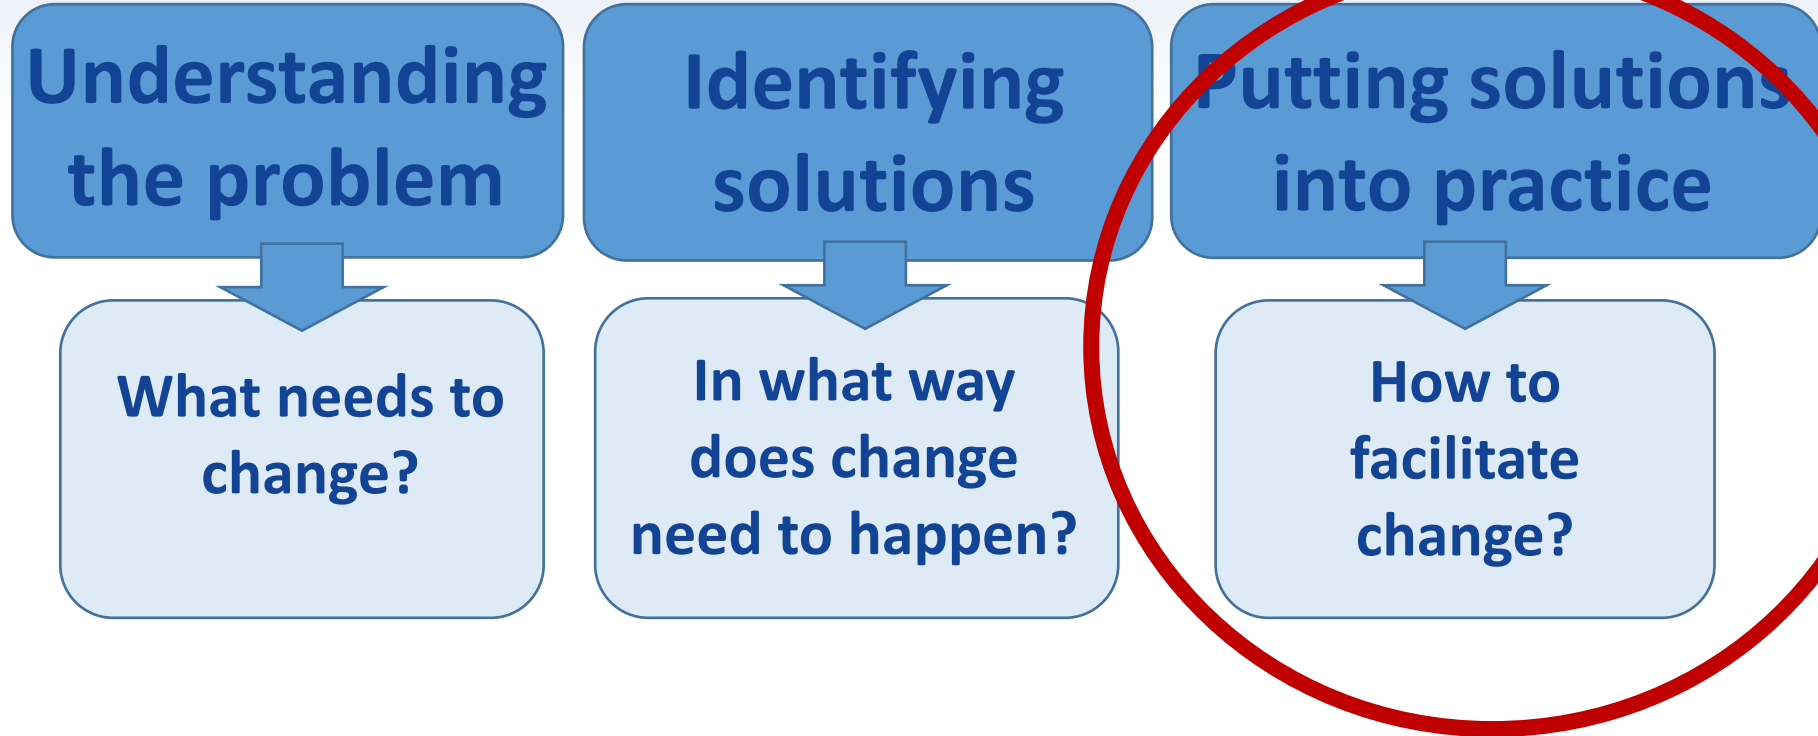 Understanding
the problem
Identifying
solutions
Putting solutions
into practice
What needs to
change?
In what way
does change
need to happen?
How to
facilitate
change?